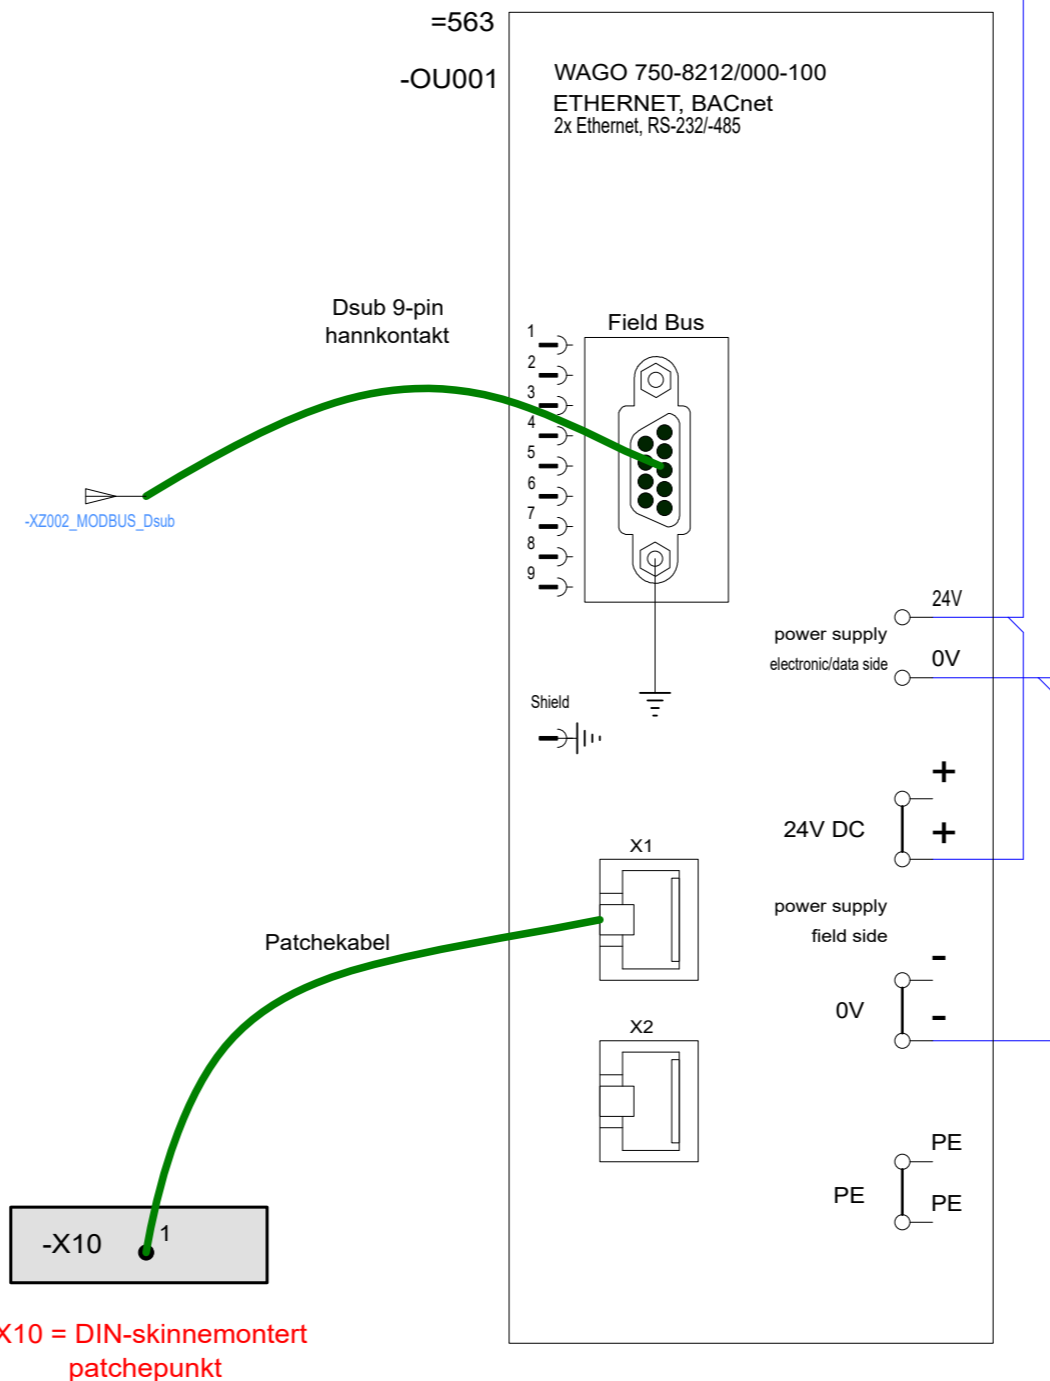 =563
-OU001
WAGO 750-8212/000-100
ETHERNET, BACnet
2x Ethernet, RS-232/-485
Dsub 9-pin
hannkontakt
Field Bus
1
2
3
4
5
6
7
8
9
-XZ002_MODBUS_Dsub
24V
power supply
electronic/data side
0V
Shield
+
24V DC
+
X1
power supply
field side
-
0V
-
Patchekabel
X2
PE
PE
PE
-X10
1
X10 = DIN-skinnemontert
patchepunkt